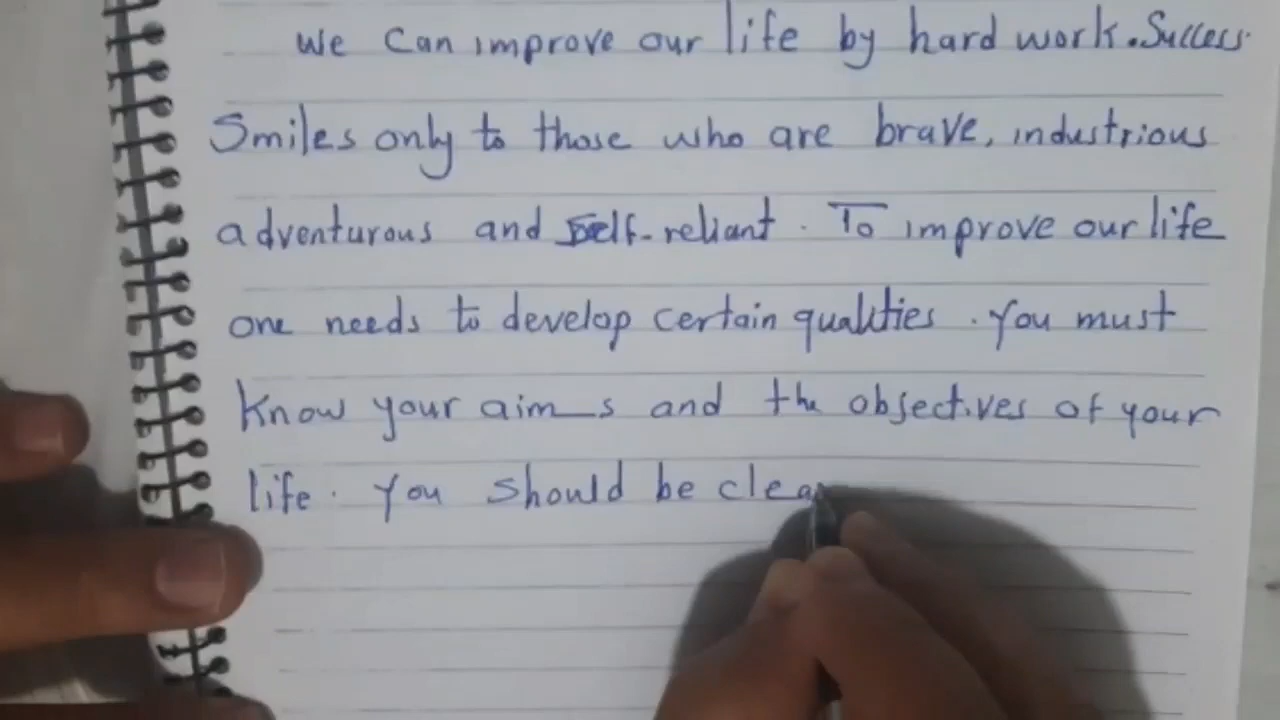 We Can improve our life by hard work. Success
Smiles only to those who are brave, industrious
adventurous and self-reliant. To improve our life
one needs to develop certain qualities. You must
Know your aims and the objectives of your
life. You should be clear